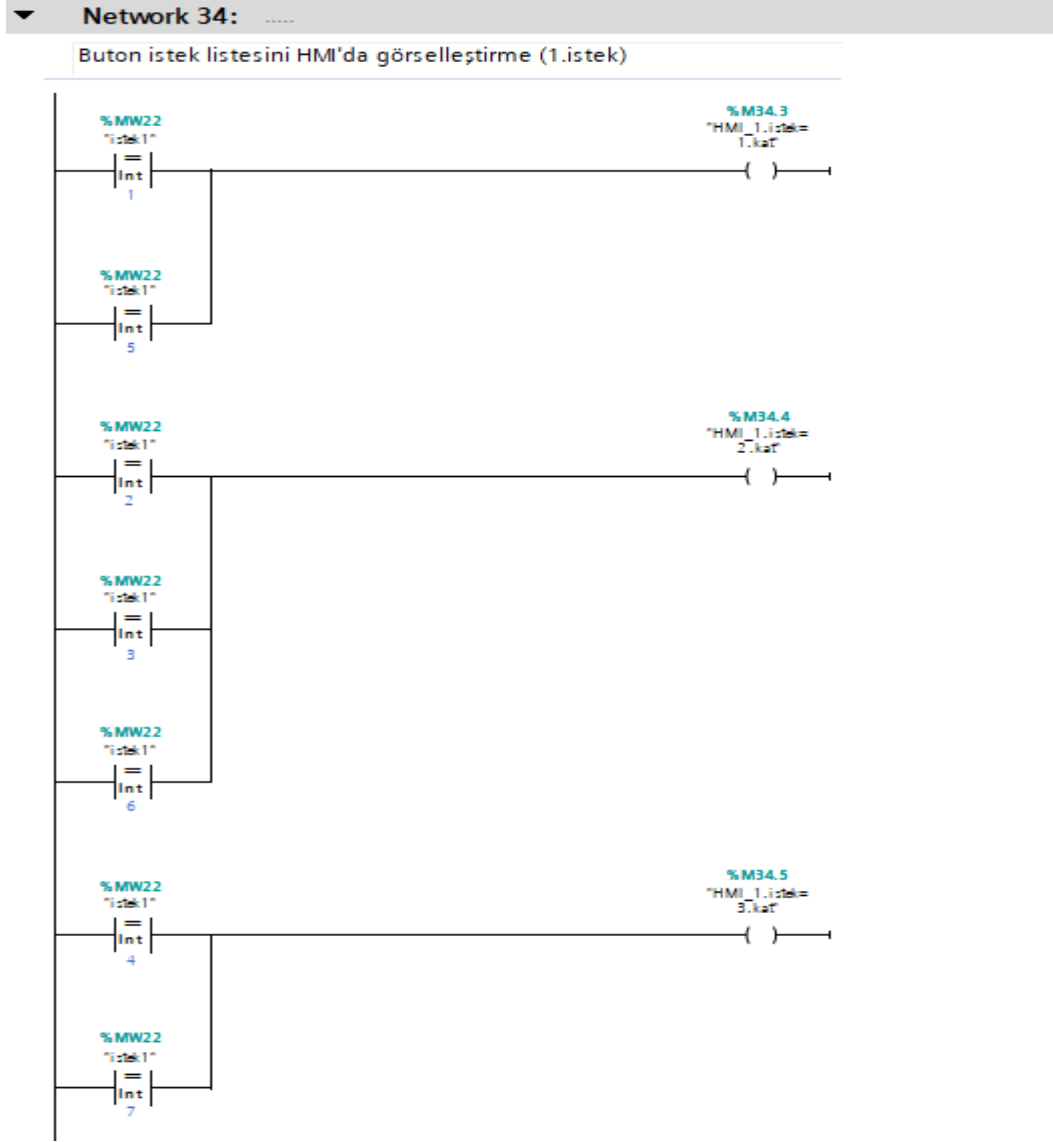 Network 34: .....
Buton istek listesini HMI'da görselleştirme (1.istek)
%MW22
"istek1"
==
Int
1
%M34.3
"HMI_1.istek=
1.kat"
( )
%MW22
"istek1"
==
Int
5
%MW22
"istek1"
==
Int
2
%M34.4
"HMI_1.istek=
2.kat"
( )
%MW22
"istek1"
==
Int
3
%MW22
"istek1"
==
Int
6
%MW22
"istek1"
==
Int
4
%M34.5
"HMI_1.istek=
3.kat"
( )
%MW22
"istek1"
==
Int
7